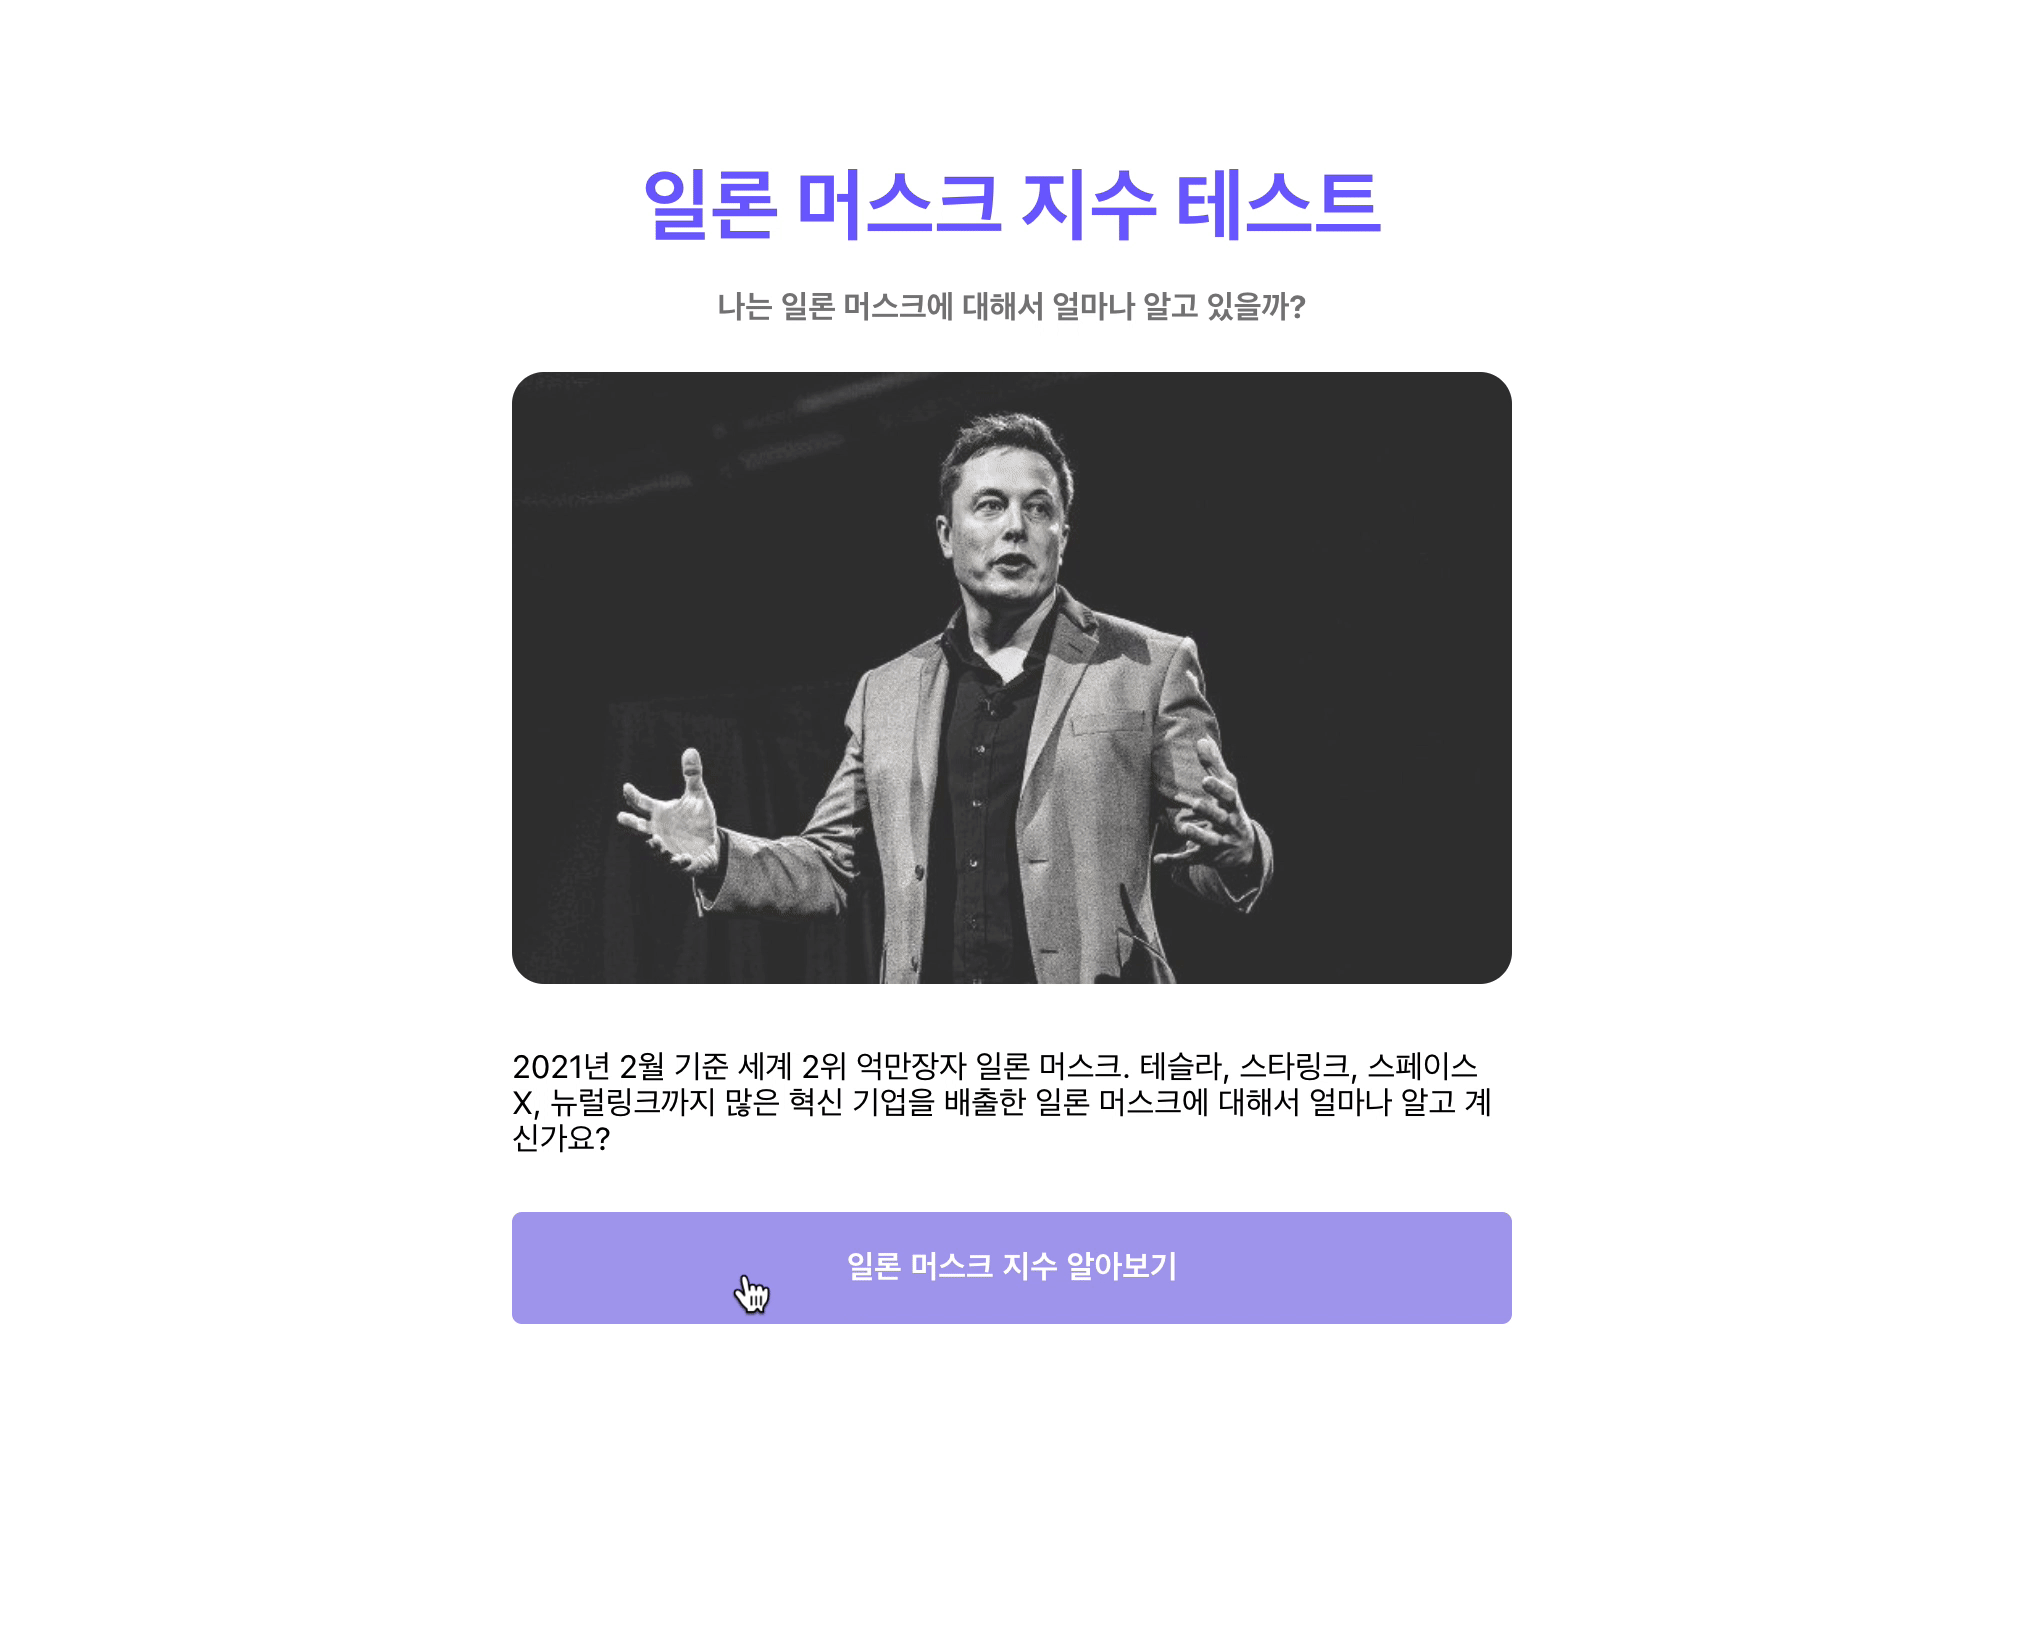 일론 머스크 지수 테스트
나는 일론 머스크에 대해서 얼마나 알고 있을까?
2021년 2월 기준 세계 2위 억만장자 일론 머스크. 테슬라, 스타링크, 스페이스
X, 뉴럴링크까지 많은 혁신 기업을 배출한 일론 머스크에 대해서 얼마나 알고 계
신가요?
일론 머스크 지수 알아보기